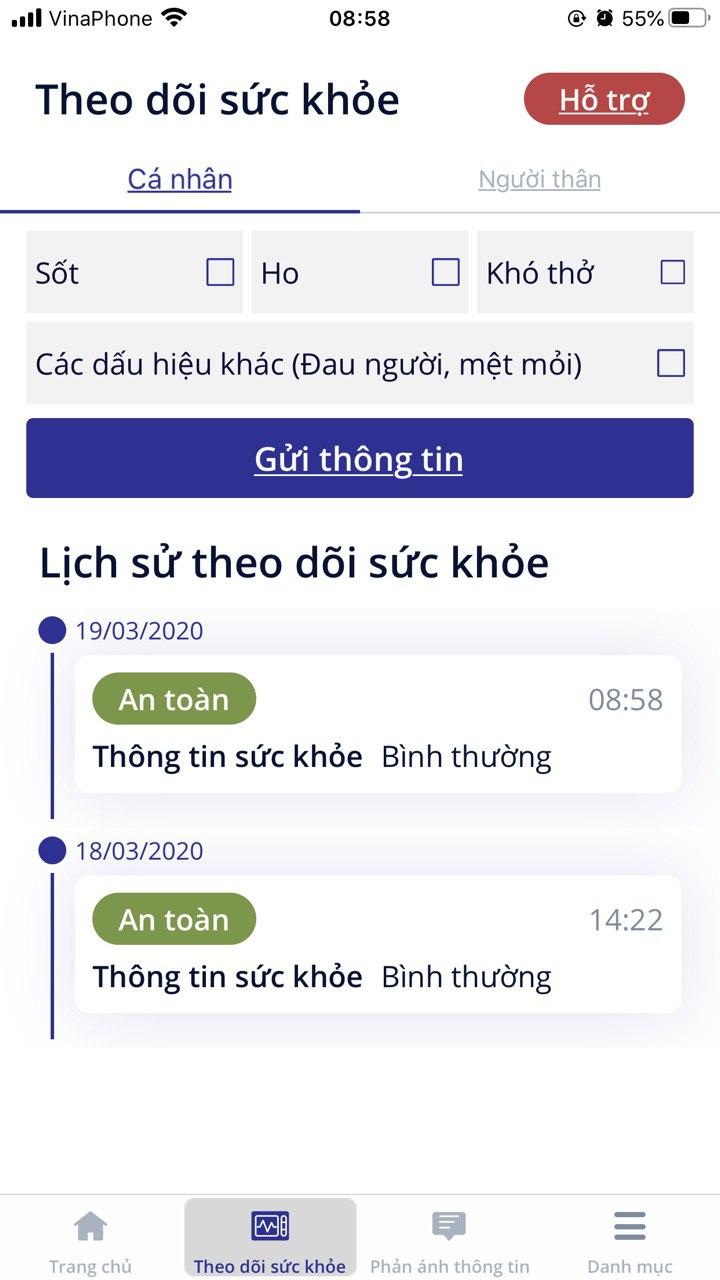 VinaPhone 08:58 55%
Theo dõi sức khỏe Hỗ trợ
Cá nhân Người thân
Sốt Ho Khó thở
Các dấu hiệu khác (Đau người, mệt mỏi)
Gửi thông tin
Lịch sử theo dõi sức khỏe
19/03/2020
An toàn 08:58
Thông tin sức khỏe Bình thường
18/03/2020
An toàn 14:22
Thông tin sức khỏe Bình thường
Trang chủ Theo dõi sức khỏe Phản ánh thông tin Danh mục